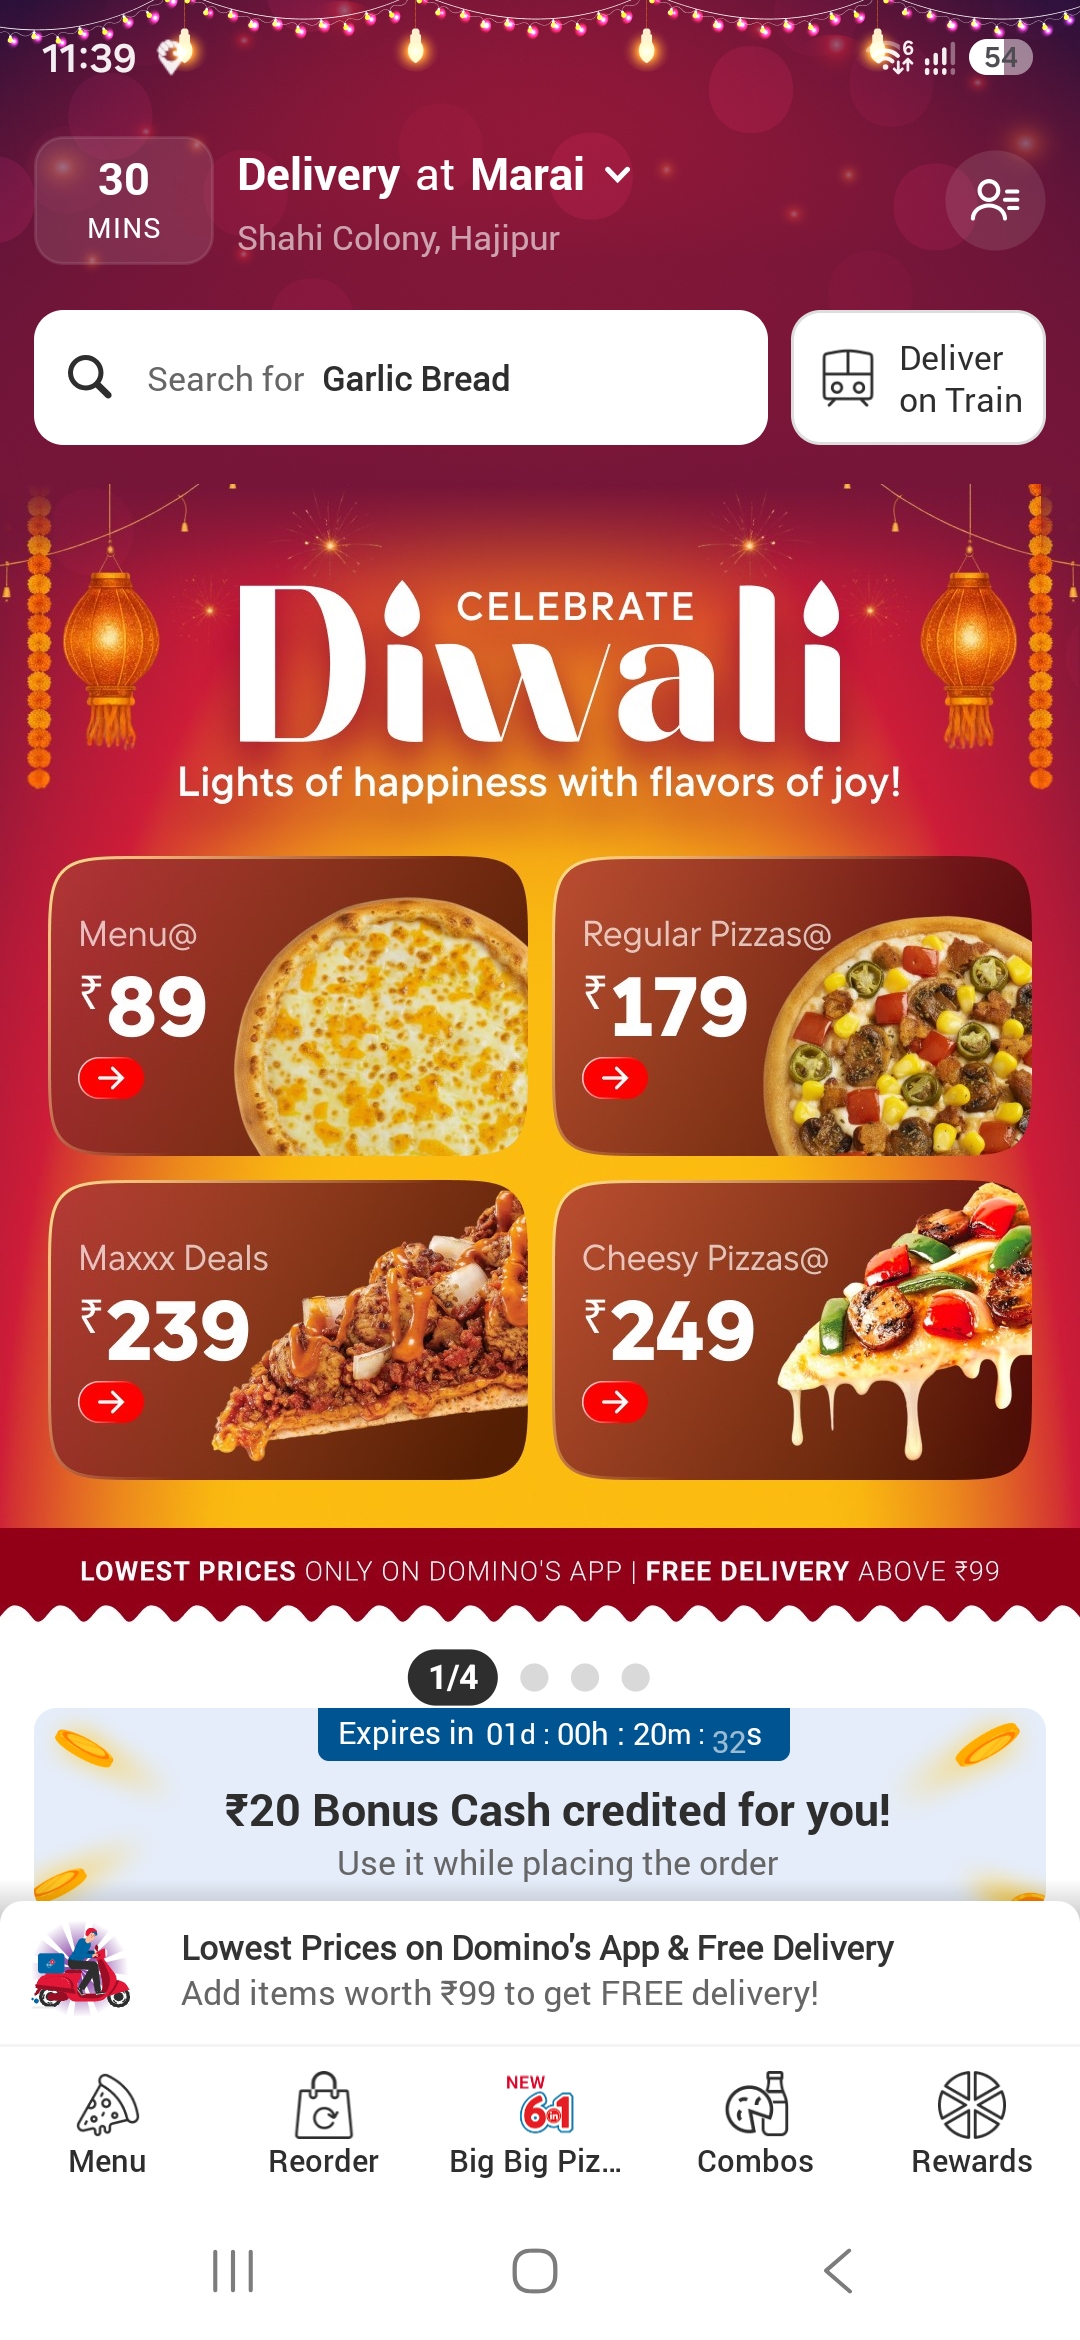 11:39
6
54
30
MINS
Delivery at Marai
Shahi Colony, Hajipur
Search for Garlic Bread
Deliver
on Train
CELEBRATE
Diwali
Lights of happiness with flavors of joy!
Menu@
₹89
Regular Pizzas@
₹179
Maxxx Deals
₹239
Cheesy Pizzas@
₹249
LOWEST PRICES ONLY ON DOMINO'S APP | FREE DELIVERY ABOVE ₹99
1/4
Expires in 01d : 00h : 20m : 32s
₹20 Bonus Cash credited for you!
Use it while placing the order
Lowest Prices on Domino's App & Free Delivery
Add items worth ₹99 to get FREE delivery!
NEW
6in1
Menu
Reorder
Big Big Piz...
Combos
Rewards